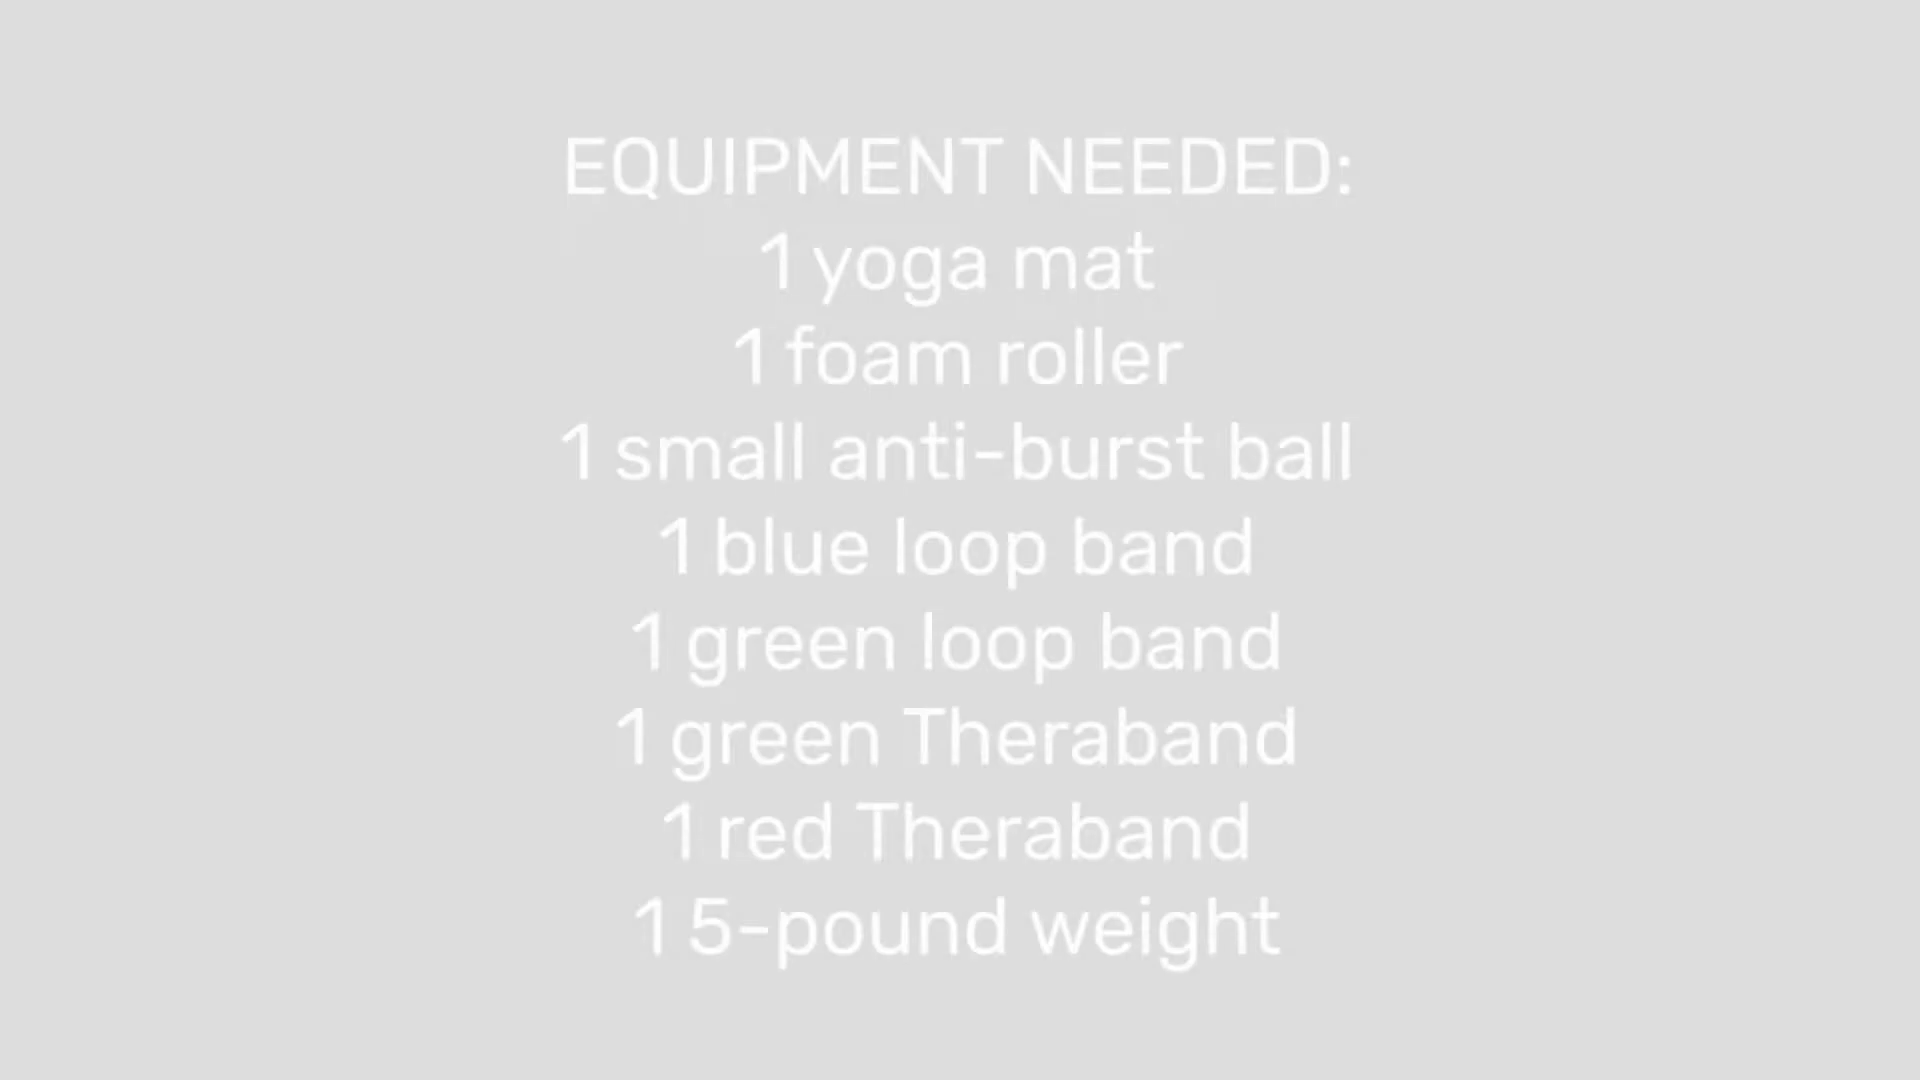 EQUIPMENT NEEDED:
1 yoga mat
1 foam roller
1 small anti-burst ball
1 blue loop band
1 green loop band
1 green Theraband
1 red Theraband
1 5-pound weight